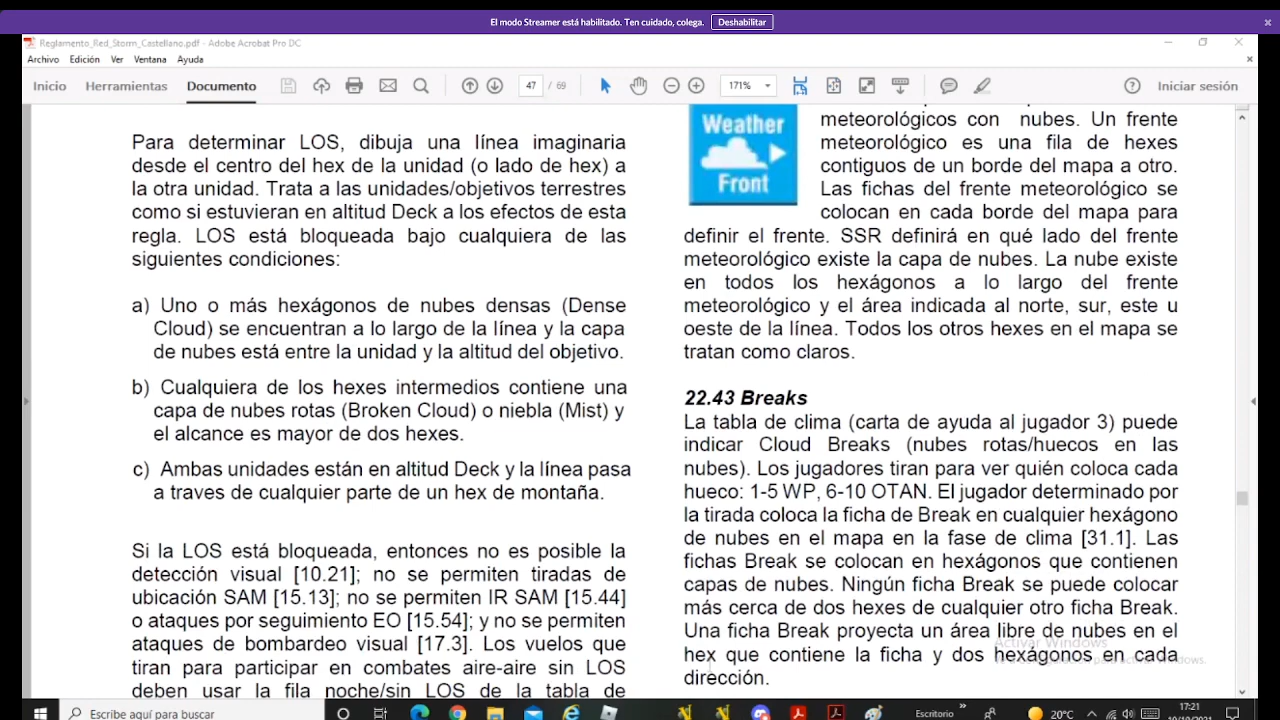 El modo Streamer está habilitado. Ten cuidado, colega. Deshabilitar
Reglamento_Red_Storm_Castellano.pdf - Adobe Acrobat Pro DC
Archivo Edición Ver Ventana Ayuda
Inicio Herramientas Documento 47 / 69 171% Iniciar sesión
Para determinar LOS, dibuja una línea imaginaria
desde el centro del hex de la unidad (o lado de hex) a
la otra unidad. Trata a las unidades/objetivos terrestres
como si estuvieran en altitud Deck a los efectos de esta
regla. LOS está bloqueada bajo cualquiera de las
siguientes condiciones:
a) Uno o más hexágonos de nubes densas (Dense
Cloud) se encuentran a lo largo de la línea y la capa
de nubes está entre la unidad y la altitud del objetivo.
b) Cualquiera de los hexes intermedios contiene una
capa de nubes rotas (Broken Cloud) o niebla (Mist) y
el alcance es mayor de dos hexes.
c) Ambas unidades están en altitud Deck y la línea pasa
a traves de cualquier parte de un hex de montaña.
Si la LOS está bloqueada, entonces no es posible la
detección visual [10.21]; no se permiten tiradas de
ubicación SAM [15.13]; no se permiten IR SAM [15.44]
o ataques por seguimiento EO [15.54]; y no se permiten
ataques de bombardeo visual [17.3]. Los vuelos que
tiran para participar en combates aire-aire sin LOS
deben usar la fila noche/sin LOS de la tabla de
Weather
Front
meteorológicos con nubes. Un frente
meteorológico es una fila de hexes
contiguos de un borde del mapa a otro.
Las fichas del frente meteorológico se
colocan en cada borde del mapa para
definir el frente. SSR definirá en qué lado del frente
meteorológico existe la capa de nubes. La nube existe
en todos los hexágonos a lo largo del frente
meteorológico y el área indicada al norte, sur, este u
oeste de la línea. Todos los otros hexes en el mapa se
tratan como claros.
22.43 Breaks
La tabla de clima (carta de ayuda al jugador 3) puede
indicar Cloud Breaks (nubes rotas/huecos en las
nubes). Los jugadores tiran para ver quién coloca cada
hueco: 1-5 WP, 6-10 OTAN. El jugador determinado por
la tirada coloca la ficha de Break en cualquier hexágono
de nubes en el mapa en la fase de clima [31.1]. Las
fichas Break se colocan en hexágonos que contienen
capas de nubes. Ningún ficha Break se puede colocar
más cerca de dos hexes de cualquier otro ficha Break.
Una ficha Break proyecta un área libre de nubes en el
hex que contiene la ficha y dos hexágonos en cada
dirección.
Activar Windows
Escribe aquí para buscar Escritorio 20°C 17:21